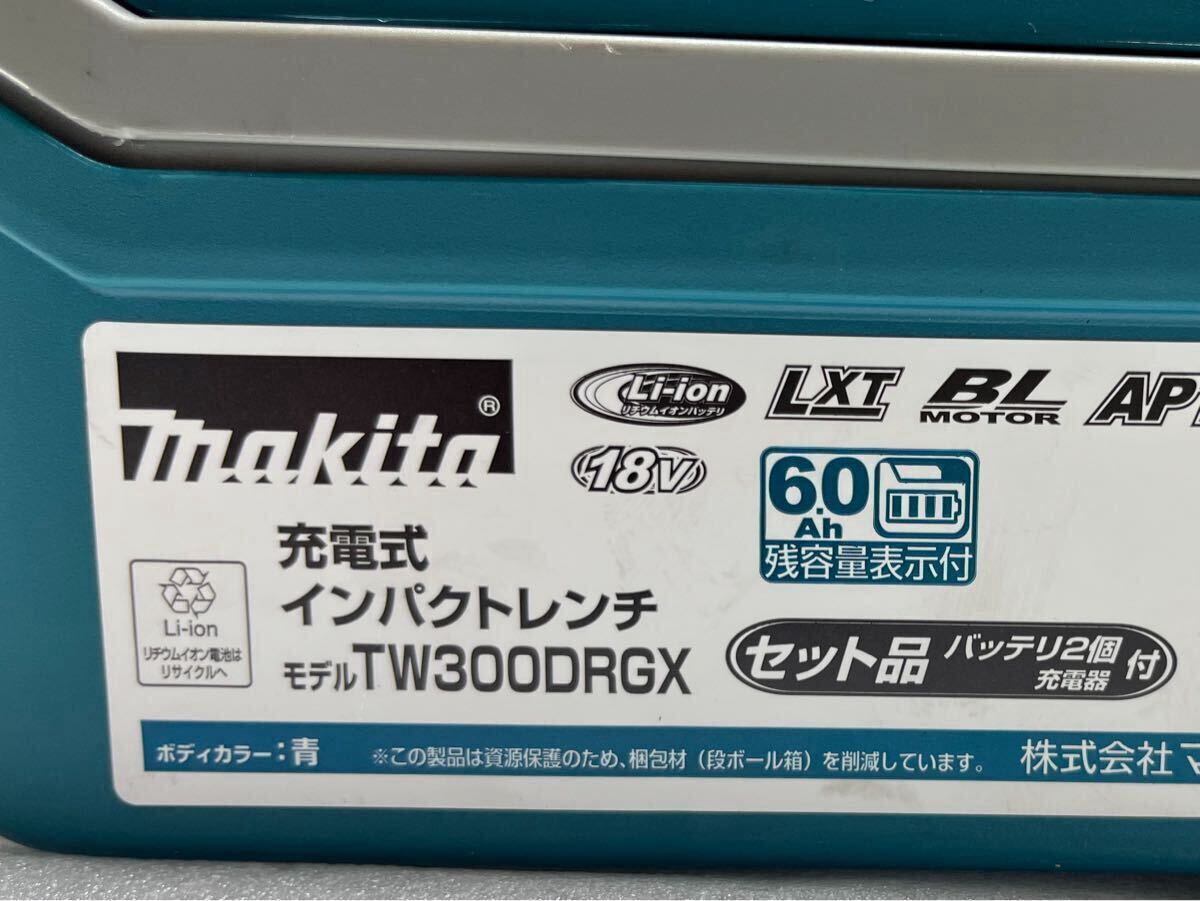 makita®
Li-ion
リチウムイオンバッテリ
LXT
BL
MOTOR
18V
6.0
Ah
残容量表示付
充電式
インパクトレンチ
モデルTW300DRGX
Li-ion
リチウムイオン電池は
リサイクルへ
セット品 バッテリ2個
充電器
付
ボディカラー：青 ※この製品は資源保護のため、梱包材（段ボール箱）を削減しています。 株式会社